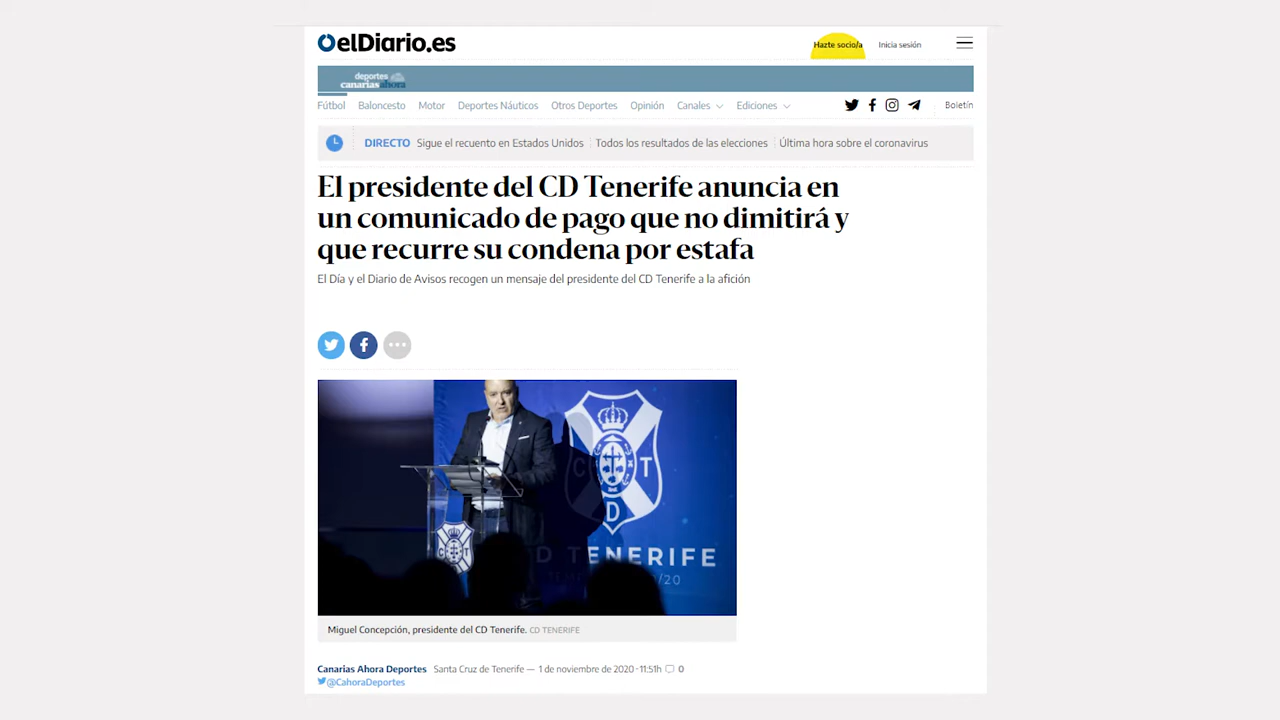 elDiario.es
Hazte socio/a
Inicia sesión
deportes
canariasahora
Fútbol Baloncesto Motor Deportes Náuticos Otros Deportes Opinión Canales Ediciones Boletín
DIRECTO Sigue el recuento en Estados Unidos Todos los resultados de las elecciones Última hora sobre el coronavirus
El presidente del CD Tenerife anuncia en
un comunicado de pago que no dimitirá y
que recurre su condena por estafa
El Día y el Diario de Avisos recogen un mensaje del presidente del CD Tenerife a la afición
C T
D
C T
D TENERIFE
Miguel Concepción, presidente del CD Tenerife. CD TENERIFE
Canarias Ahora Deportes Santa Cruz de Tenerife — 1 de noviembre de 2020 · 11:51h 0
@CahoraDeportes